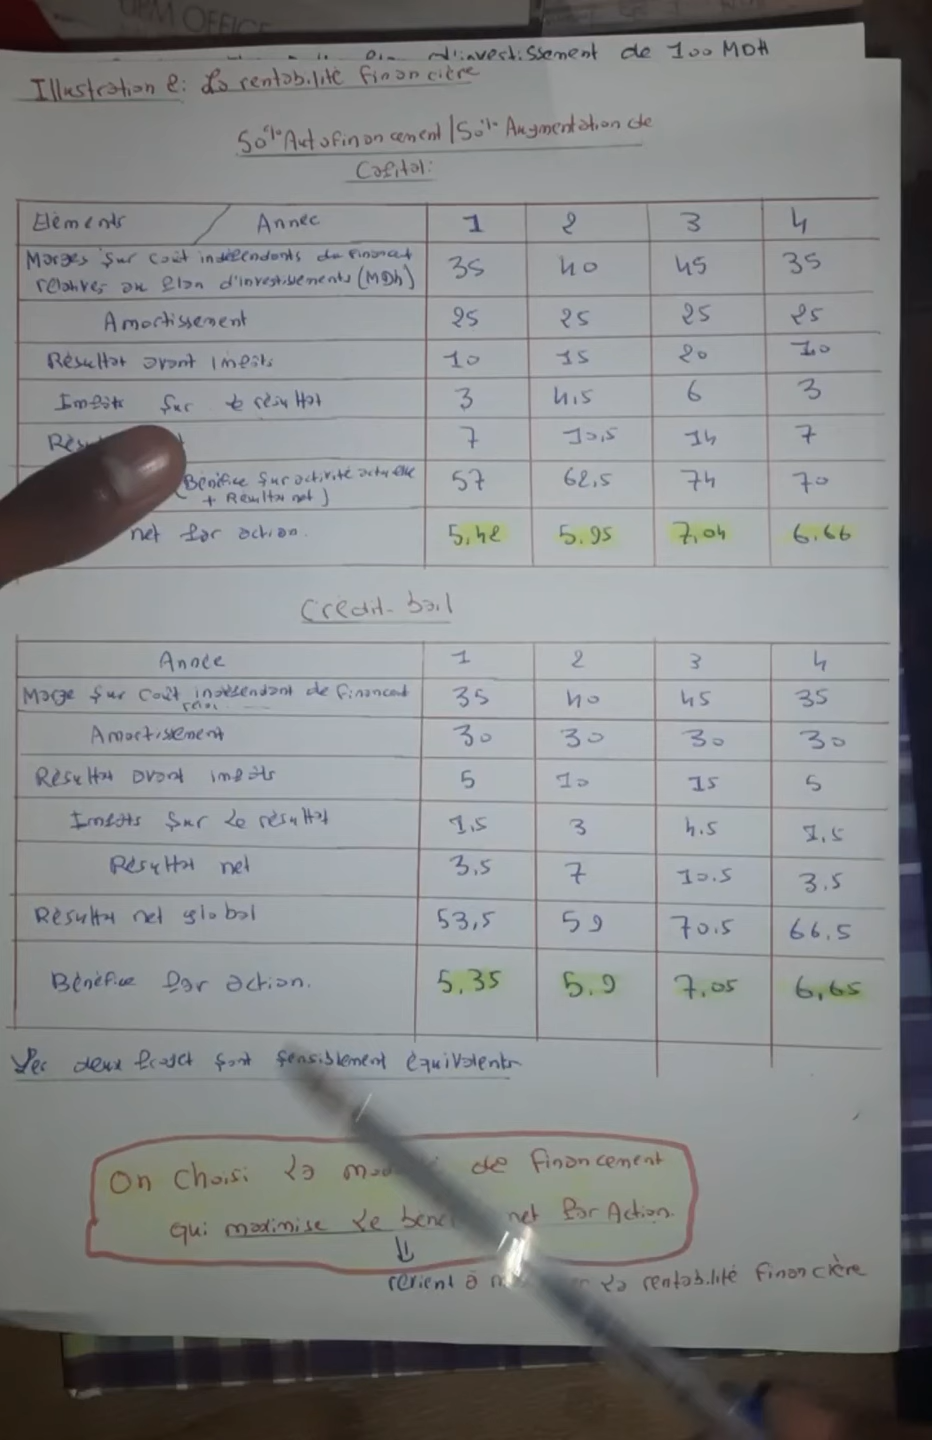 OFFICE
d'investissement de 100 MDH
Illustration 2: La rentabilité financière
50% Autofinancement / 50% Augmentation de
Capital:
Eléments / Année 1 2 3 4
Marges sur coût indépendants du financet
relatives au plan d'investissements (MDh) 35 40 45 35
Amortissement 25 25 25 25
Résultat avant impôts 10 15 20 10
Impôts sur le résultat 3 4,5 6 3
7 10,5 14 7
(Bénéfice sur activité actuelle
+ Résultat net) 57 62,5 74 70
net par action. 5,42 5.95 7,04 6.66
Crédit-bail
Année 1 2 3 4
Marge sur coût indépendant de financent 35 40 45 35
Amortissement 30 30 30 30
Résultat avant impôts 5 10 15 5
Impôts sur le résultat 1,5 3 4.5 1,5
Résultat net 3,5 7 10.5 3.5
Résultat net global 53,5 59 70.5 66,5
Bénéfice par action. 5,35 5.9 7,05 6,65
Les deux projet sont sensiblement équivalents
On choisi la de financement
qui maximise le net par Action.
revient à la rentabilité financière